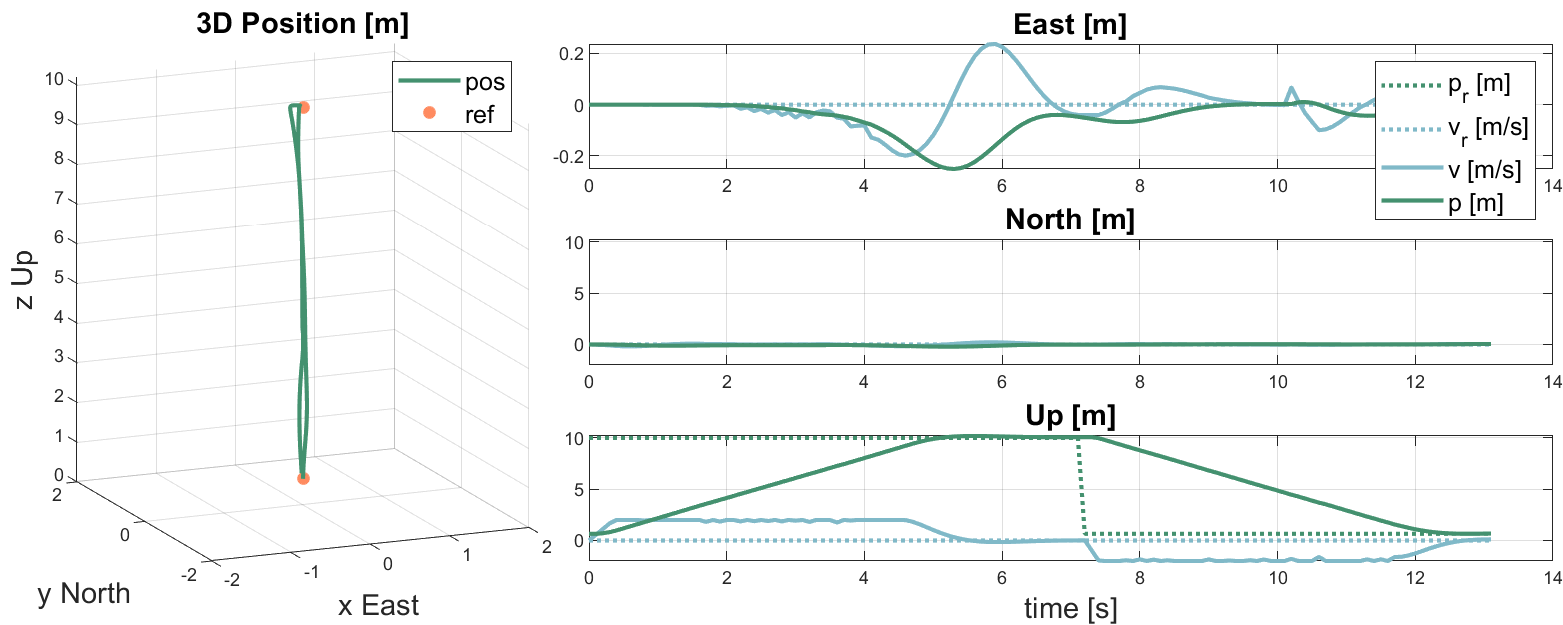 3D Position [m]
pos
ref
10
9
8
7
6
5
4
3
2
1
0
z Up
2
0
-2
y North
-2
-1
0
1
2
x East
East [m]
0.2
0
-0.2
0 2 4 6 8 10 14
p_r [m]
v_r [m/s]
v [m/s]
p [m]
North [m]
10
5
0
0 2 4 6 8 10 12 14
Up [m]
10
5
0
0 2 4 6 8 10 12 14
time [s]